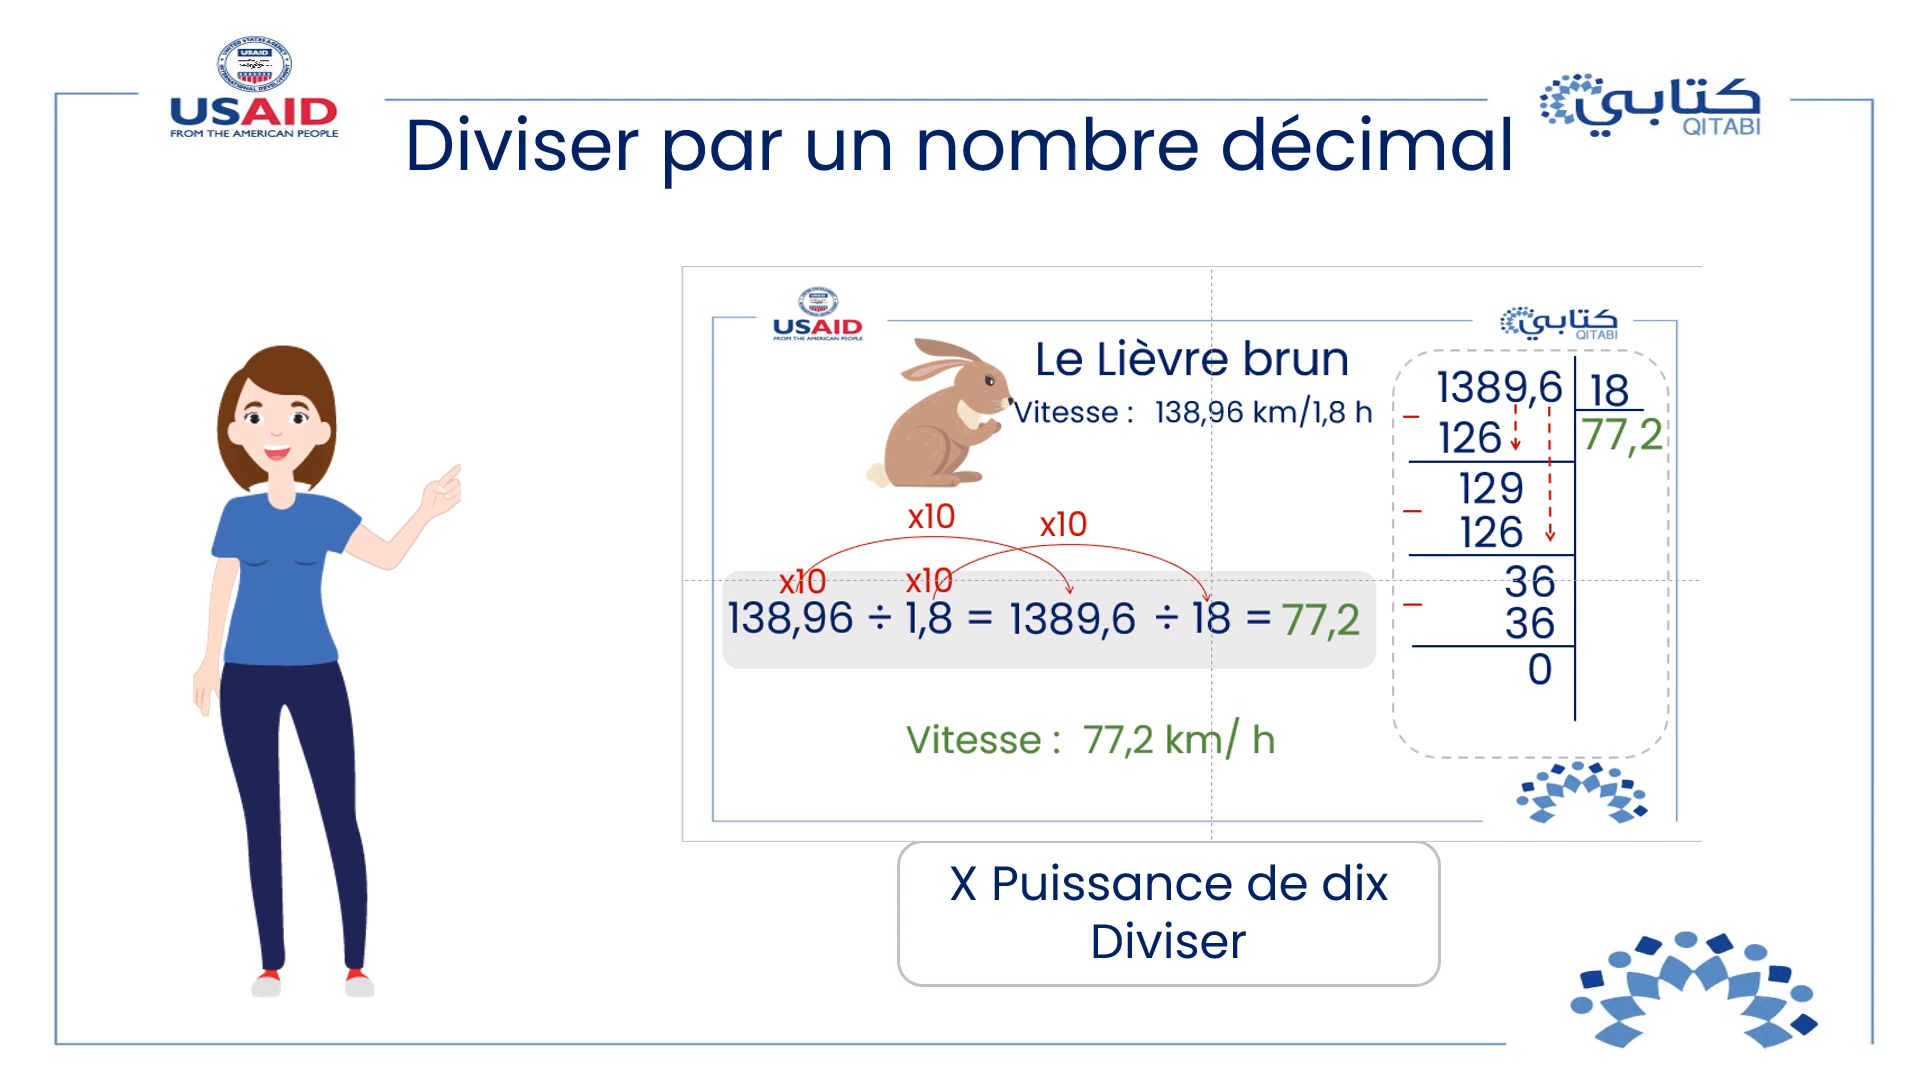 USAID
FROM THE AMERICAN PEOPLE
كتابي
QITABI
Diviser par un nombre décimal
USAID
FROM THE AMERICAN PEOPLE
كتابي
QITABI
Le Lièvre brun
Vitesse : 138,96 km/1,8 h
x10 x10
x10 x10
138,96 ÷ 1,8 = 1389,6 ÷ 18 = 77,2
Vitesse : 77,2 km/ h
1389,6 18
− 126 77,2
129
− 126
36
− 36
0
X Puissance de dix
Diviser